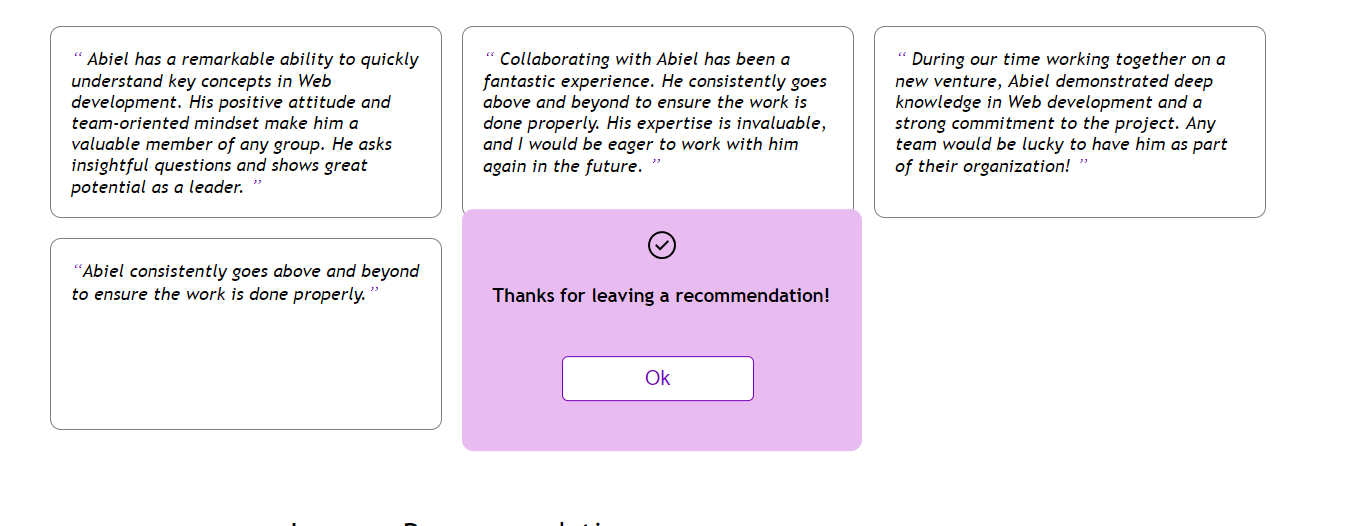 “ Abiel has a remarkable ability to quickly
understand key concepts in Web
development. His positive attitude and
team-oriented mindset make him a
valuable member of any group. He asks
insightful questions and shows great
potential as a leader. ”
“ Collaborating with Abiel has been a
fantastic experience. He consistently goes
above and beyond to ensure the work is
done properly. His expertise is invaluable,
and I would be eager to work with him
again in the future. ”
“ During our time working together on a
new venture, Abiel demonstrated deep
knowledge in Web development and a
strong commitment to the project. Any
team would be lucky to have him as part
of their organization! ”
“Abiel consistently goes above and beyond
to ensure the work is done properly.”
Thanks for leaving a recommendation!
Ok